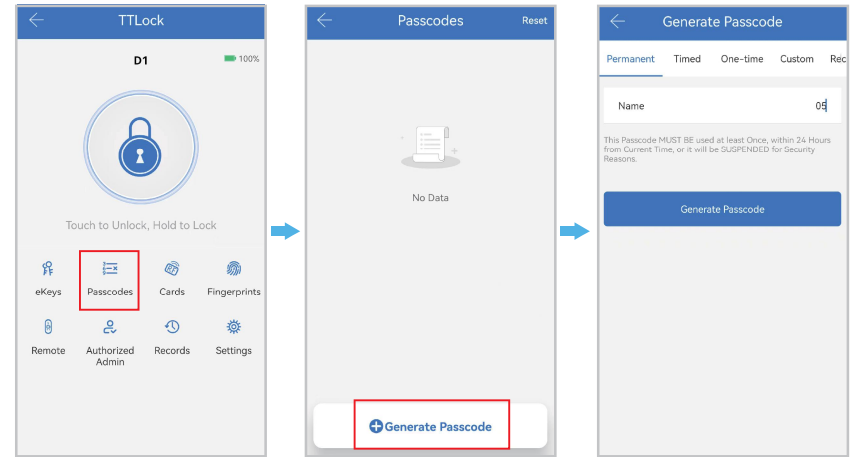 TTLock
D1
100%
Touch to Unlock, Hold to Lock
eKeys
Passcodes
Cards
Fingerprints
Remote
Authorized
Admin
Records
Settings
Passcodes
Reset
No Data
Generate Passcode
Generate Passcode
Permanent
Timed
One-time
Custom
Rec
Name
05
This Passcode MUST BE used at least Once, within 24 Hours
from Current Time, or it will be SUSPENDED for Security
Reasons.
Generate Passcode